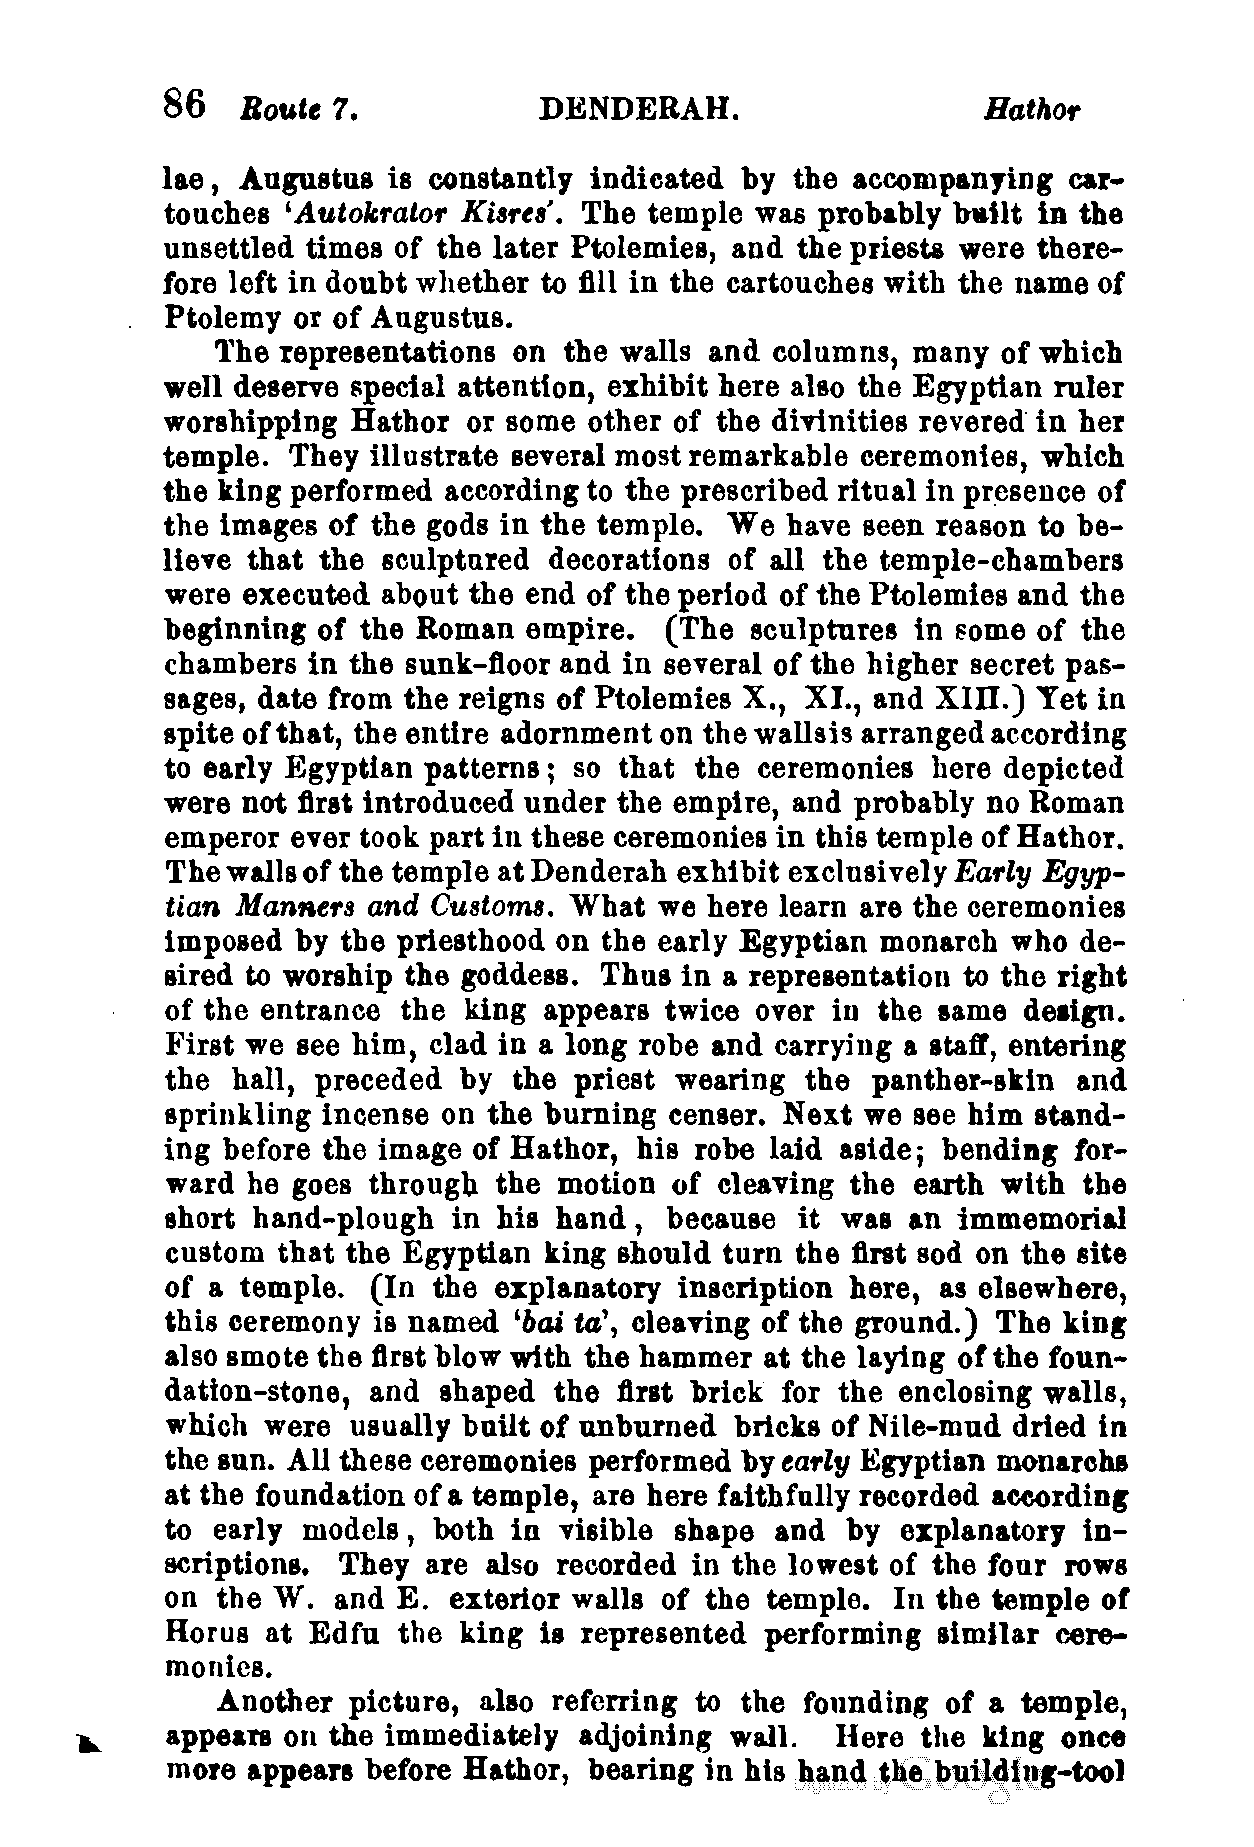 86 Route 7. DENDERAH. Hathor
lae, Augustus is constantly indicated by the accompanying car-
touches ‘Autokrator Kisres’. The temple was probably built in the
unsettled times of the later Ptolemies, and the priests were there-
fore left in doubt whether to fill in the cartouches with the name of
Ptolemy or of Augustus.
The representations on the walls and columns, many of which
well deserve special attention, exhibit here also the Egyptian ruler
worshipping Hathor or some other of the divinities revered in her
temple. They illustrate several most remarkable ceremonies, which
the king performed according to the prescribed ritual in presence of
the images of the gods in the temple. We have seen reason to be-
lieve that the sculptured decorations of all the temple-chambers
were executed about the end of the period of the Ptolemies and the
beginning of the Roman empire. (The sculptures in some of the
chambers in the sunk-floor and in several of the higher secret pas-
sages, date from the reigns of Ptolemies X., XI., and XIII.) Yet in
spite of that, the entire adornment on the walls is arranged according
to early Egyptian patterns; so that the ceremonies here depicted
were not first introduced under the empire, and probably no Roman
emperor ever took part in these ceremonies in this temple of Hathor.
The walls of the temple at Denderah exhibit exclusively Early Egyp-
tian Manners and Customs. What we here learn are the ceremonies
imposed by the priesthood on the early Egyptian monarch who de-
sired to worship the goddess. Thus in a representation to the right
of the entrance the king appears twice over in the same design.
First we see him, clad in a long robe and carrying a staff, entering
the hall, preceded by the priest wearing the panther-skin and
sprinkling incense on the burning censer. Next we see him stand-
ing before the image of Hathor, his robe laid aside; bending for-
ward he goes through the motion of cleaving the earth with the
short hand-plough in his hand, because it was an immemorial
custom that the Egyptian king should turn the first sod on the site
of a temple. (In the explanatory inscription here, as elsewhere,
this ceremony is named ‘bai ta’, cleaving of the ground.) The king
also smote the first blow with the hammer at the laying of the foun-
dation-stone, and shaped the first brick for the enclosing walls,
which were usually built of unburned bricks of Nile-mud dried in
the sun. All these ceremonies performed by early Egyptian monarchs
at the foundation of a temple, are here faithfully recorded according
to early models, both in visible shape and by explanatory in-
scriptions. They are also recorded in the lowest of the four rows
on the W. and E. exterior walls of the temple. In the temple of
Horus at Edfu the king is represented performing similar cere-
monies.
Another picture, also referring to the founding of a temple,
appears on the immediately adjoining wall. Here the king once
more appears before Hathor, bearing in his hand the building-tool